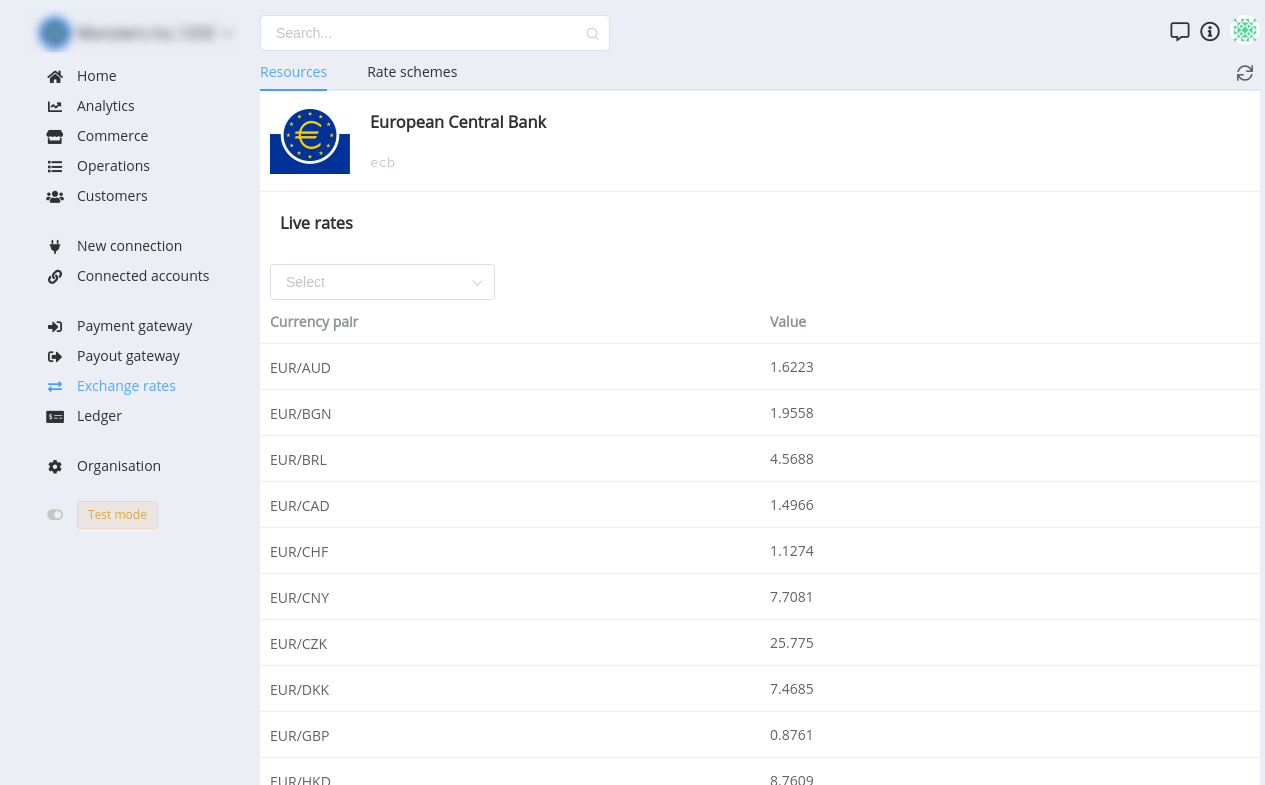 Search...
Home
Analytics
Commerce
Operations
Customers
New connection
Connected accounts
Payment gateway
Payout gateway
Exchange rates
Ledger
Organisation
Test mode
Resources Rate schemes
European Central Bank
ecb
Live rates
Select
Currency pair Value
EUR/AUD 1.6223
EUR/BGN 1.9558
EUR/BRL 4.5688
EUR/CAD 1.4966
EUR/CHF 1.1274
EUR/CNY 7.7081
EUR/CZK 25.775
EUR/DKK 7.4685
EUR/GBP 0.8761
EUR/HKD 8.7609